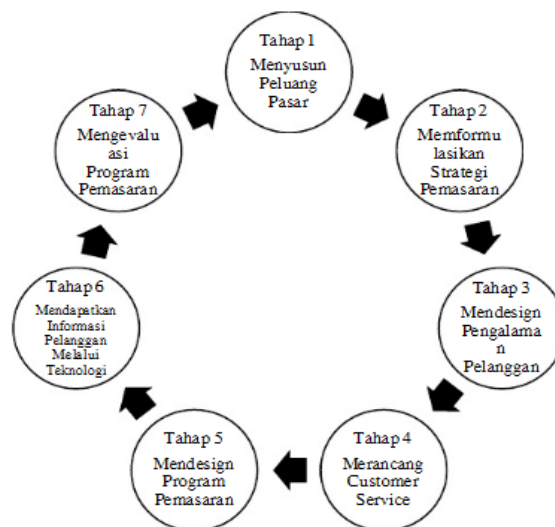 Tahap 1
Menyusun
Peluang
Pasar
Tahap 2
Memformu
lasikan
Strategi
Pemasaran
Tahap 3
Mendesign
Pengalama
n
Pelanggan
Tahap 4
Merancang
Customer
Service
Tahap 5
Mendesign
Program
Pemasaran
Tahap 6
Mendapatkan
Informasi
Pelanggan
Melalui
Teknologi
Tahap 7
Mengevalu
asi
Program
Pemasaran